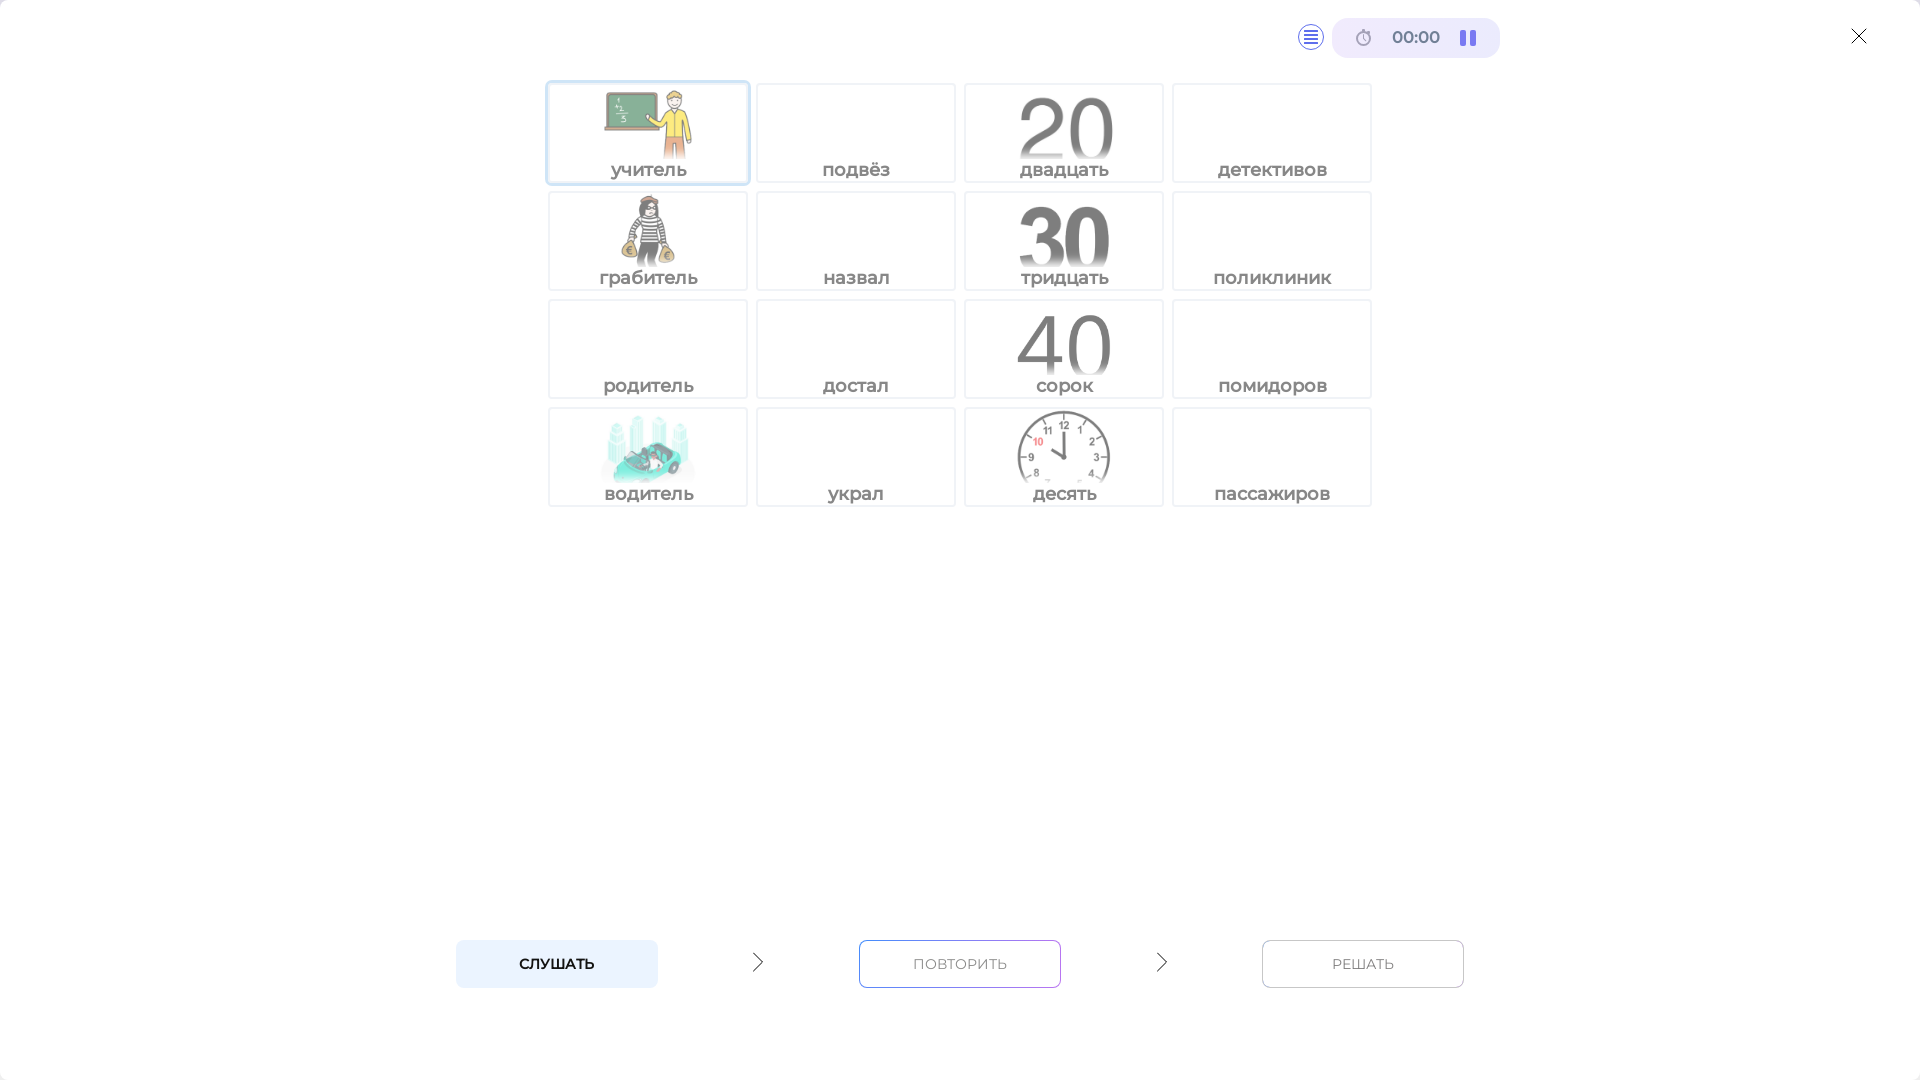 00:00
учитель
подвёз
20
двадцать
детективов
грабитель
назвал
30
тридцать
поликлиник
родитель
достал
40
сорок
помидоров
водитель
украл
12
11
1
10
2
9
3
8
4
десять
пассажиров
СЛУШАТЬ
ПОВТОРИТЬ
РЕШАТЬ